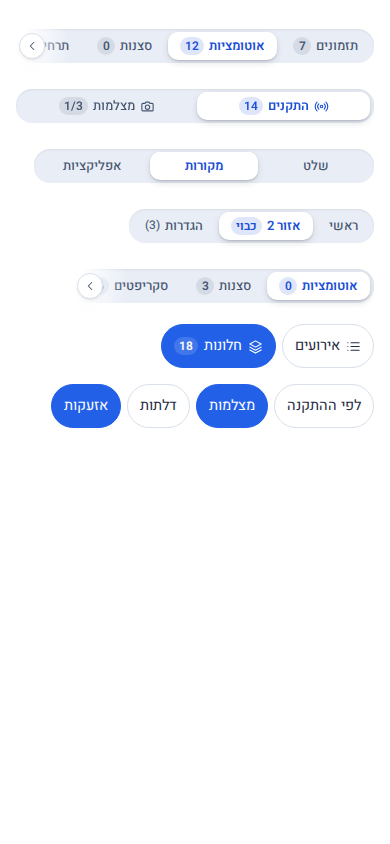 תזמונים 7 אוטומציות 12 סצנות 0
התקנים 14 מצלמות 1/3
שלט מקורות אפליקציות
ראשי אזור 2 כבוי הגדרות (3)
אוטומציות 0 סצנות 3 סקריפטים
אירועים חלונות 18
לפי ההתקנה מצלמות דלתות אזעקות